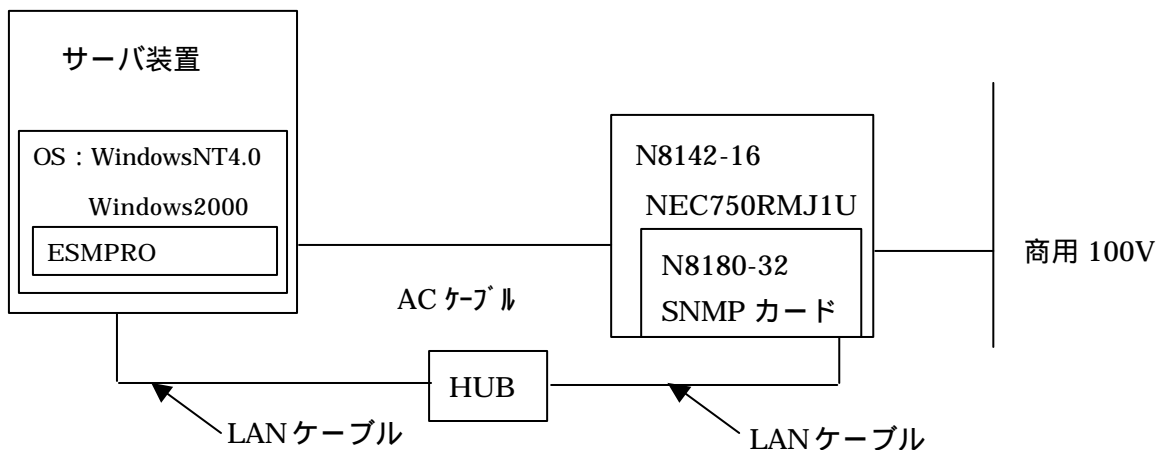 サーバ装置
OS：WindowsNT4.0
Windows2000
ESMPRO
N8142-16
NEC750RMJ1U
N8180-32
SNMP カード
商用 100V
AC ｹｰﾌﾞﾙ
HUB
LANケーブル
LANケーブル